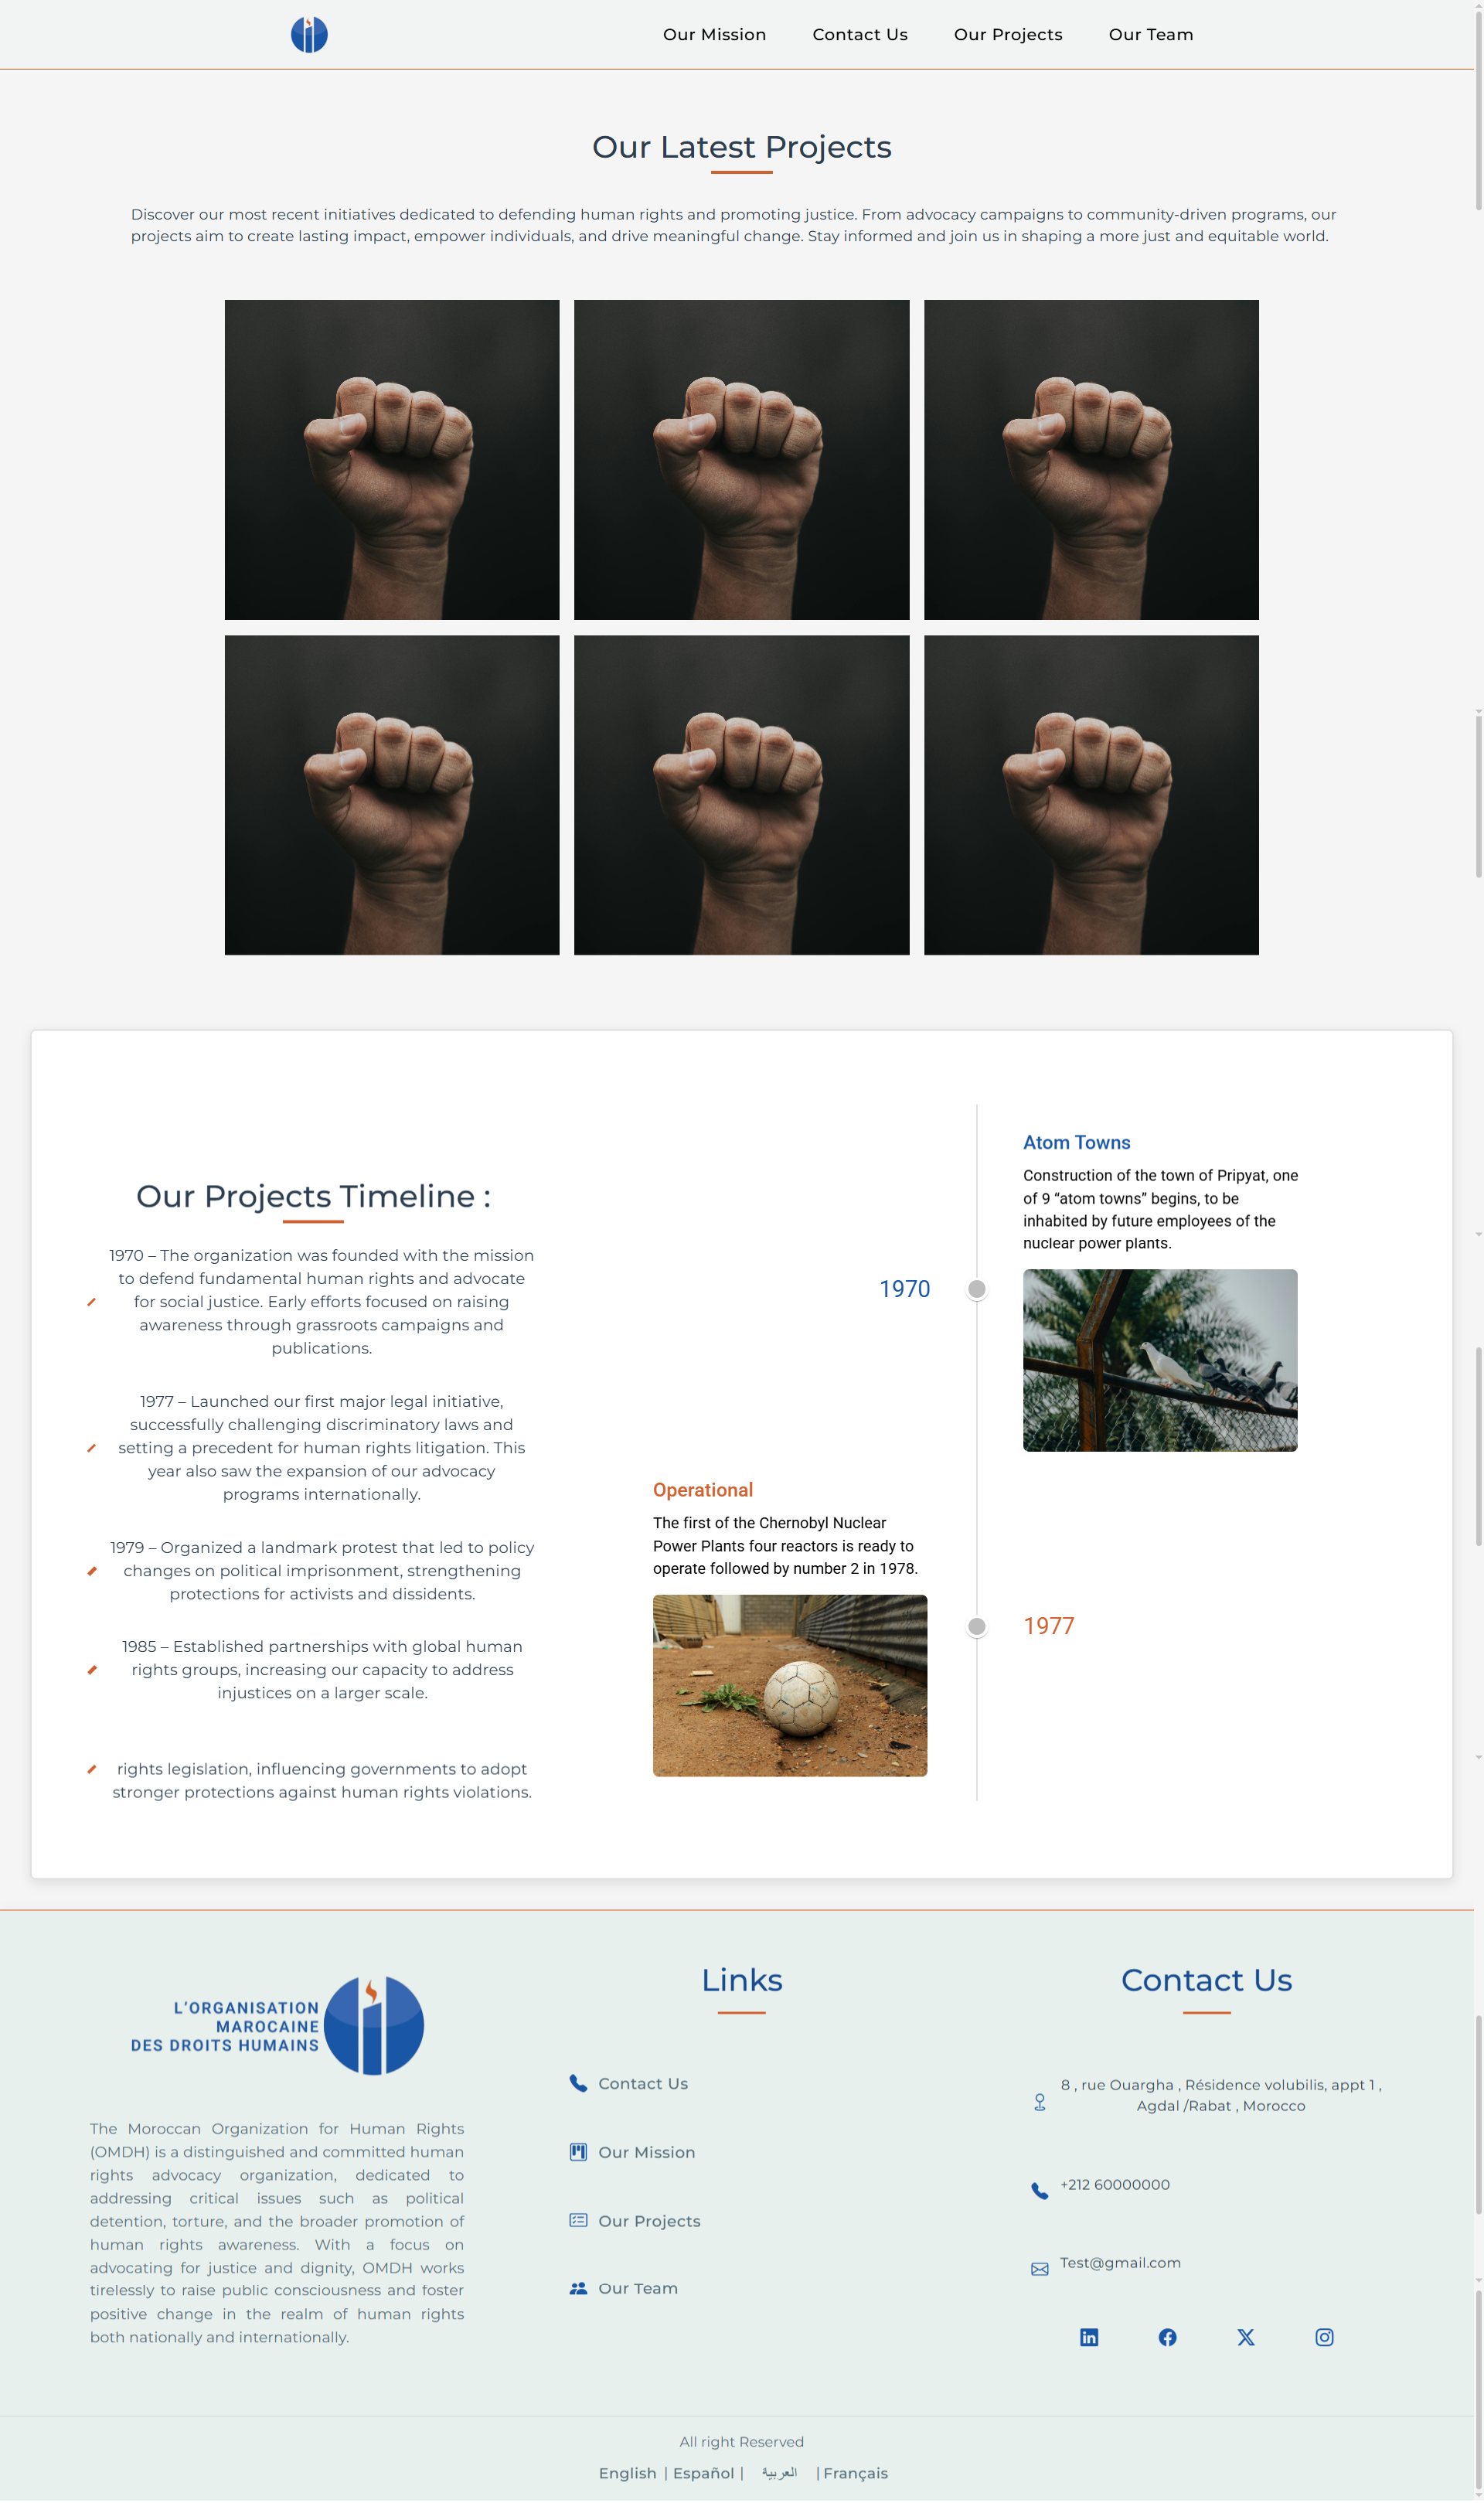 Our Mission
Contact Us
Our Projects
Our Team
Our Latest Projects
Discover our most recent initiatives dedicated to defending human rights and promoting justice. From advocacy campaigns to community-driven programs, our
projects aim to create lasting impact, empower individuals, and drive meaningful change. Stay informed and join us in shaping a more just and equitable world.
Our Projects Timeline :
1970 – The organization was founded with the mission
to defend fundamental human rights and advocate
for social justice. Early efforts focused on raising
awareness through grassroots campaigns and
publications.
1977 – Launched our first major legal initiative,
successfully challenging discriminatory laws and
setting a precedent for human rights litigation. This
year also saw the expansion of our advocacy
programs internationally.
1979 – Organized a landmark protest that led to policy
changes on political imprisonment, strengthening
protections for activists and dissidents.
1985 – Established partnerships with global human
rights groups, increasing our capacity to address
injustices on a larger scale.
rights legislation, influencing governments to adopt
stronger protections against human rights violations.
Atom Towns
Construction of the town of Pripyat, one
of 9 “atom towns” begins, to be
inhabited by future employees of the
nuclear power plants.
1970
Operational
The first of the Chernobyl Nuclear
Power Plants four reactors is ready to
operate followed by number 2 in 1978.
1977
L’ORGANISATION
MAROCAINE
DES DROITS HUMAINS
The Moroccan Organization for Human Rights
(OMDH) is a distinguished and committed human
rights advocacy organization, dedicated to
addressing critical issues such as political
detention, torture, and the broader promotion of
human rights awareness. With a focus on
advocating for justice and dignity, OMDH works
tirelessly to raise public consciousness and foster
positive change in the realm of human rights
both nationally and internationally.
Links
Contact Us
Our Mission
Our Projects
Our Team
Contact Us
8 , rue Ouargha , Résidence volubilis, appt 1 ,
Agdal /Rabat , Morocco
+212 60000000
Test@gmail.com
All right Reserved
English | Español | العربية | Français